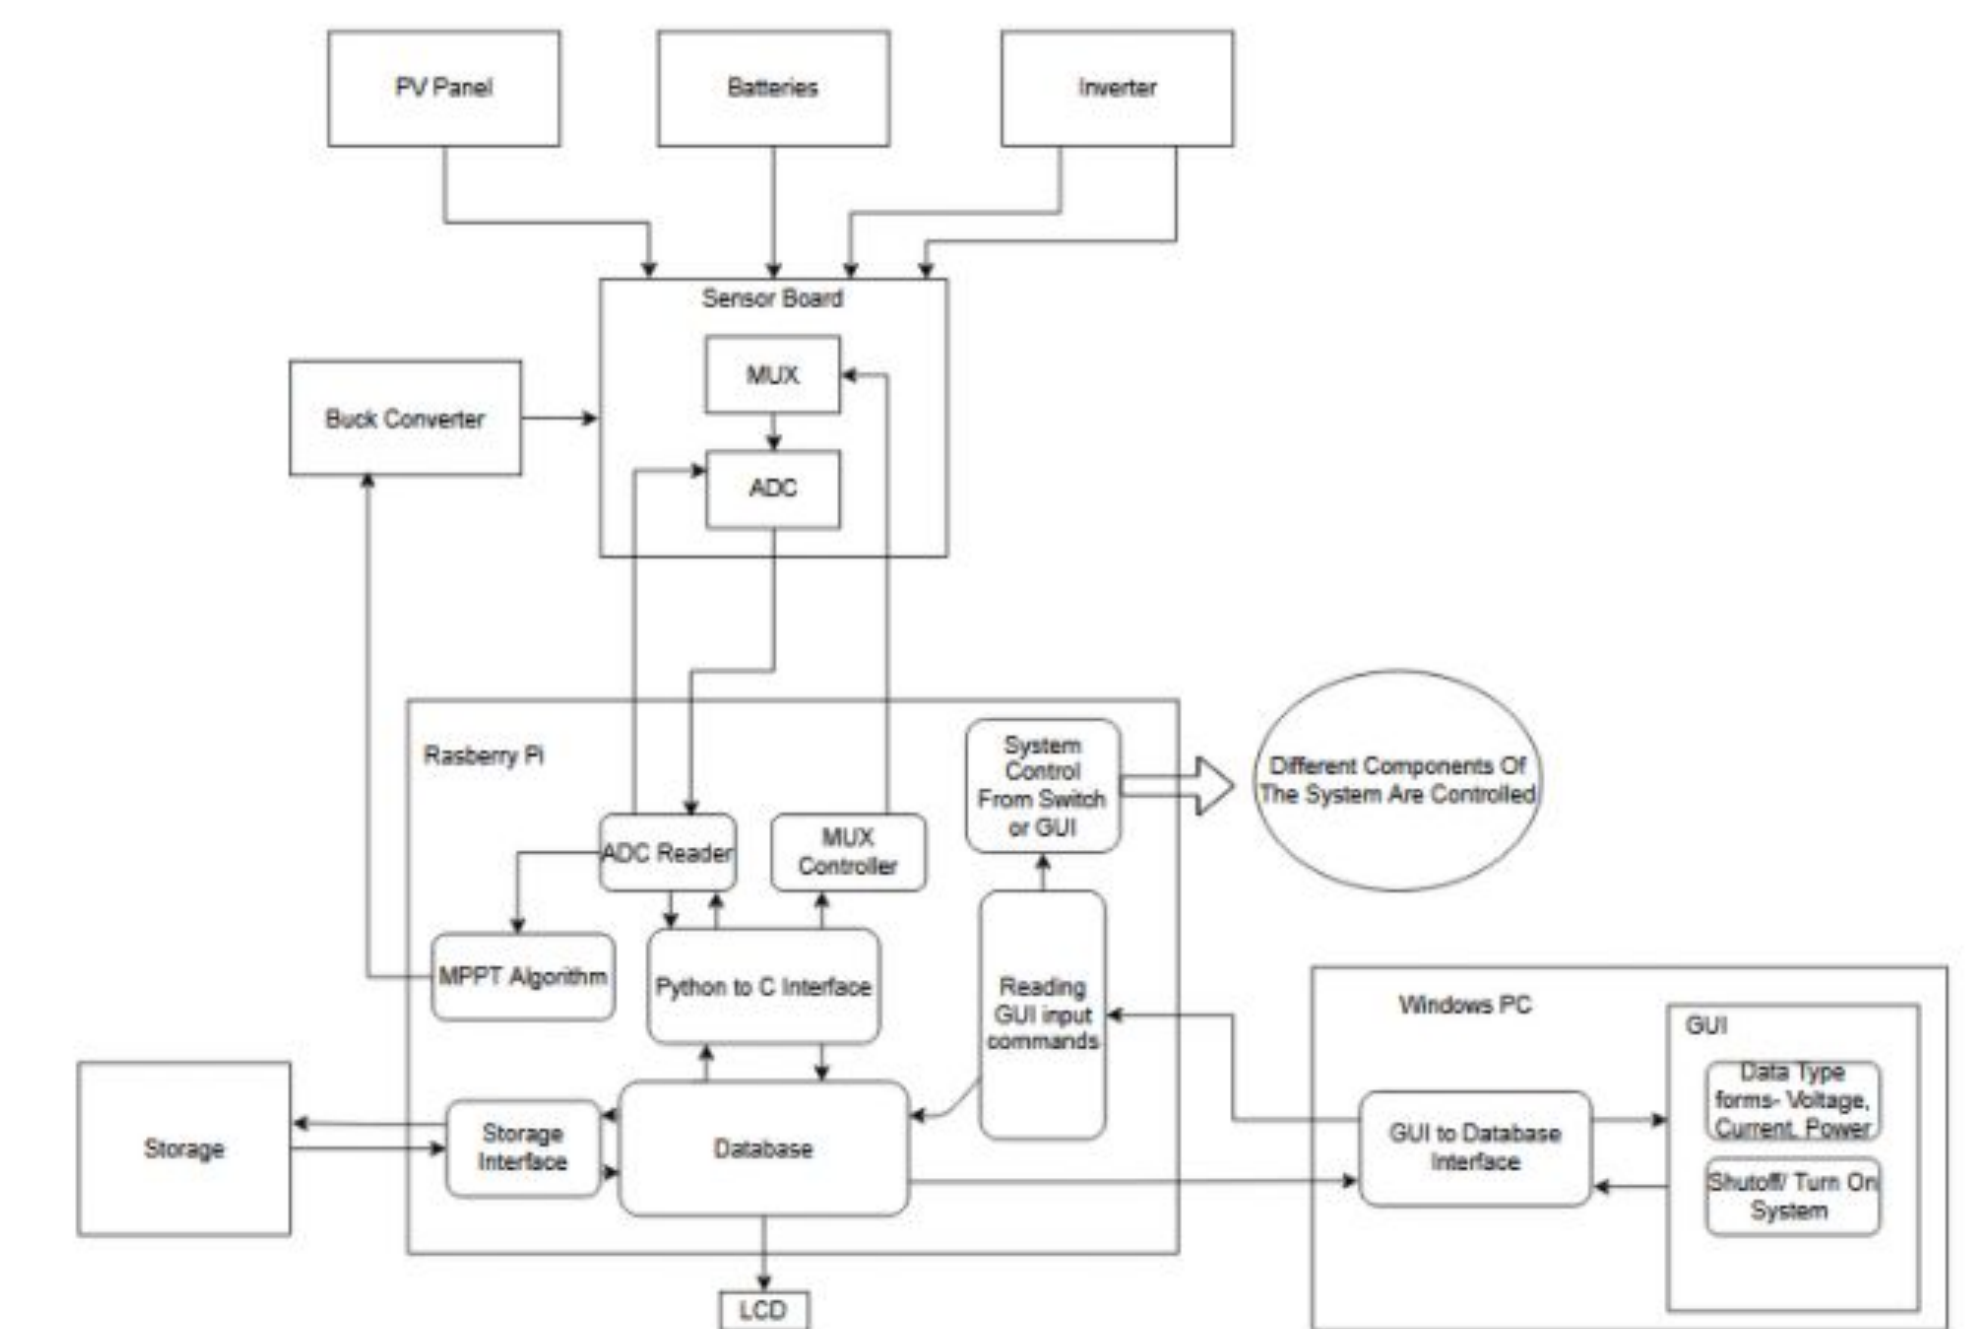 PV Panel
Batteries
Inverter
Sensor Board
MUX
Buck Converter
ADC
Rasberry Pi
System
Control
From Switch
or GUI
Different Components Of
The System Are Controlled
ADC Reader
MUX
Controller
MPPT Algorithm
Python to C Interface
Reading
GUI input
commands
Windows PC
GUI
Data Type
forms- Voltage,
Current, Power
Storage
Storage
Interface
Database
GUI to Database
Interface
Shutoff/ Turn On
System
LCD